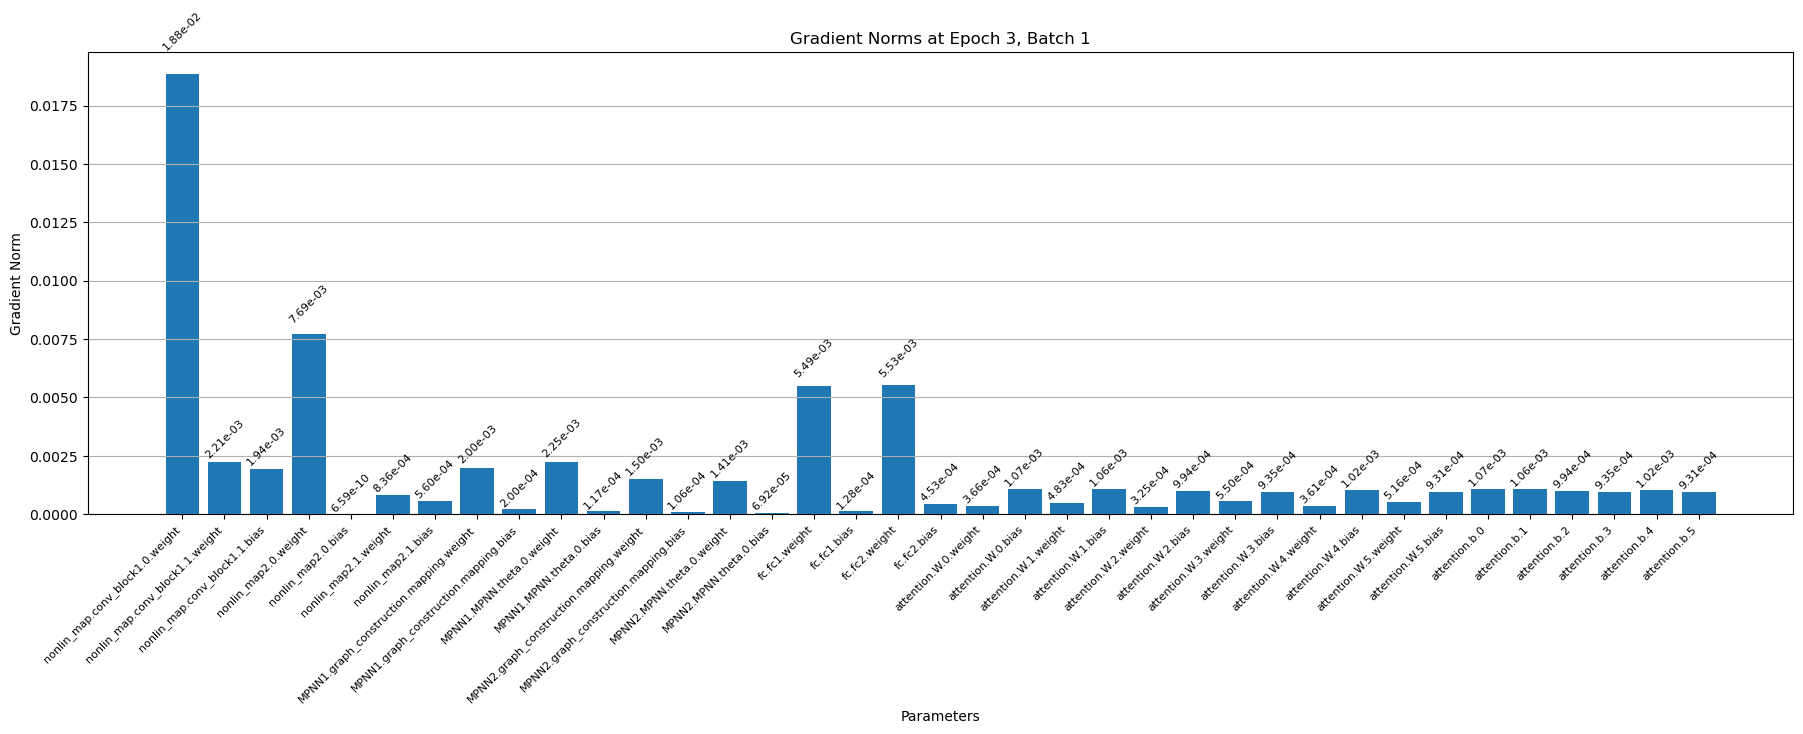 Gradient Norms at Epoch 3, Batch 1
Gradient Norm
0.0175
0.0150
0.0125
0.0100
0.0075
0.0050
0.0025
0.0000
1.88e-02
2.21e-03
1.94e-03
7.69e-03
6.59e-10
8.36e-04
5.60e-04
2.00e-03
2.00e-04
2.25e-03
1.17e-04
1.50e-03
1.06e-04
1.41e-03
6.92e-05
5.49e-03
1.28e-04
5.53e-03
4.53e-04
3.66e-04
1.07e-03
4.83e-04
1.06e-03
3.25e-04
9.94e-04
5.50e-04
9.35e-04
3.61e-04
1.02e-03
5.16e-04
9.31e-04
1.07e-03
1.06e-03
9.94e-04
9.35e-04
1.02e-03
9.31e-04
nonlin_map.conv_block1.0.weight
nonlin_map.conv_block1.1.weight
nonlin_map.conv_block1.1.bias
nonlin_map2.0.weight
nonlin_map2.0.bias
nonlin_map2.1.weight
nonlin_map2.1.bias
MPNN1.graph_construction.mapping.weight
MPNN1.graph_construction.mapping.bias
MPNN1.MPNN.theta.0.weight
MPNN1.MPNN.theta.0.bias
MPNN2.graph_construction.mapping.weight
MPNN2.graph_construction.mapping.bias
MPNN2.MPNN.theta.0.weight
MPNN2.MPNN.theta.0.bias
fc.fc1.weight
fc.fc1.bias
fc.fc2.weight
fc.fc2.bias
attention.W.0.weight
attention.W.0.bias
attention.W.1.weight
attention.W.1.bias
attention.W.2.weight
attention.W.2.bias
attention.W.3.weight
attention.W.3.bias
attention.W.4.weight
attention.W.4.bias
attention.W.5.weight
attention.W.5.bias
attention.b.0
attention.b.1
attention.b.2
attention.b.3
attention.b.4
attention.b.5
Parameters